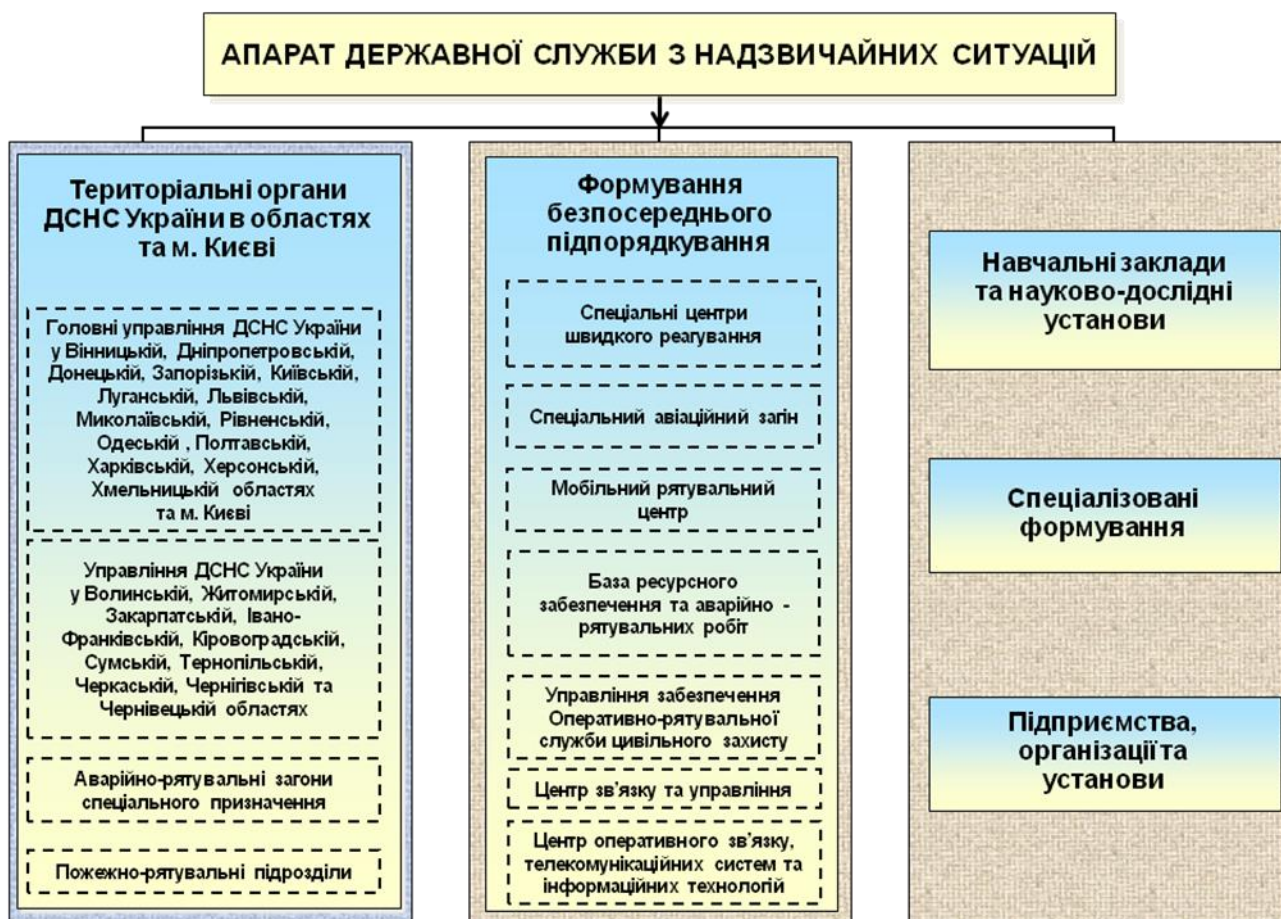 АПАРАТ ДЕРЖАВНОЇ СЛУЖБИ З НАДЗВИЧАЙНИХ СИТУАЦІЙ
Територіальні органи
ДСНС України в областях
та м. Києві
Головні управління ДСНС України
у Вінницькій, Дніпропетровській,
Донецькій, Запорізькій, Київській,
Луганській, Львівській,
Миколаївській, Рівненській,
Одеській , Полтавській,
Харківській, Херсонській,
Хмельницькій областях
та м. Києві
Управління ДСНС України
у Волинській, Житомирській,
Закарпатській, Івано-
Франківській, Кіровоградській,
Сумській, Тернопільській,
Черкаській, Чернігівській та
Чернівецькій областях
Аварійно-рятувальні загони
спеціального призначення
Пожежно-рятувальні підрозділи
Формування
безпосереднього
підпорядкування
Спеціальні центри
швидкого реагування
Спеціальний авіаційний загін
Мобільний рятувальний
центр
База ресурсного
забезпечення та аварійно -
рятувальних робіт
Управління забезпечення
Оперативно-рятувальної
служби цивільного захисту
Центр зв’язку та управління
Центр оперативного зв’язку,
телекомунікаційних систем та
інформаційних технологій
Навчальні заклади
та науково-дослідні
установи
Спеціалізовані
формування
Підприємства,
організації та
установи